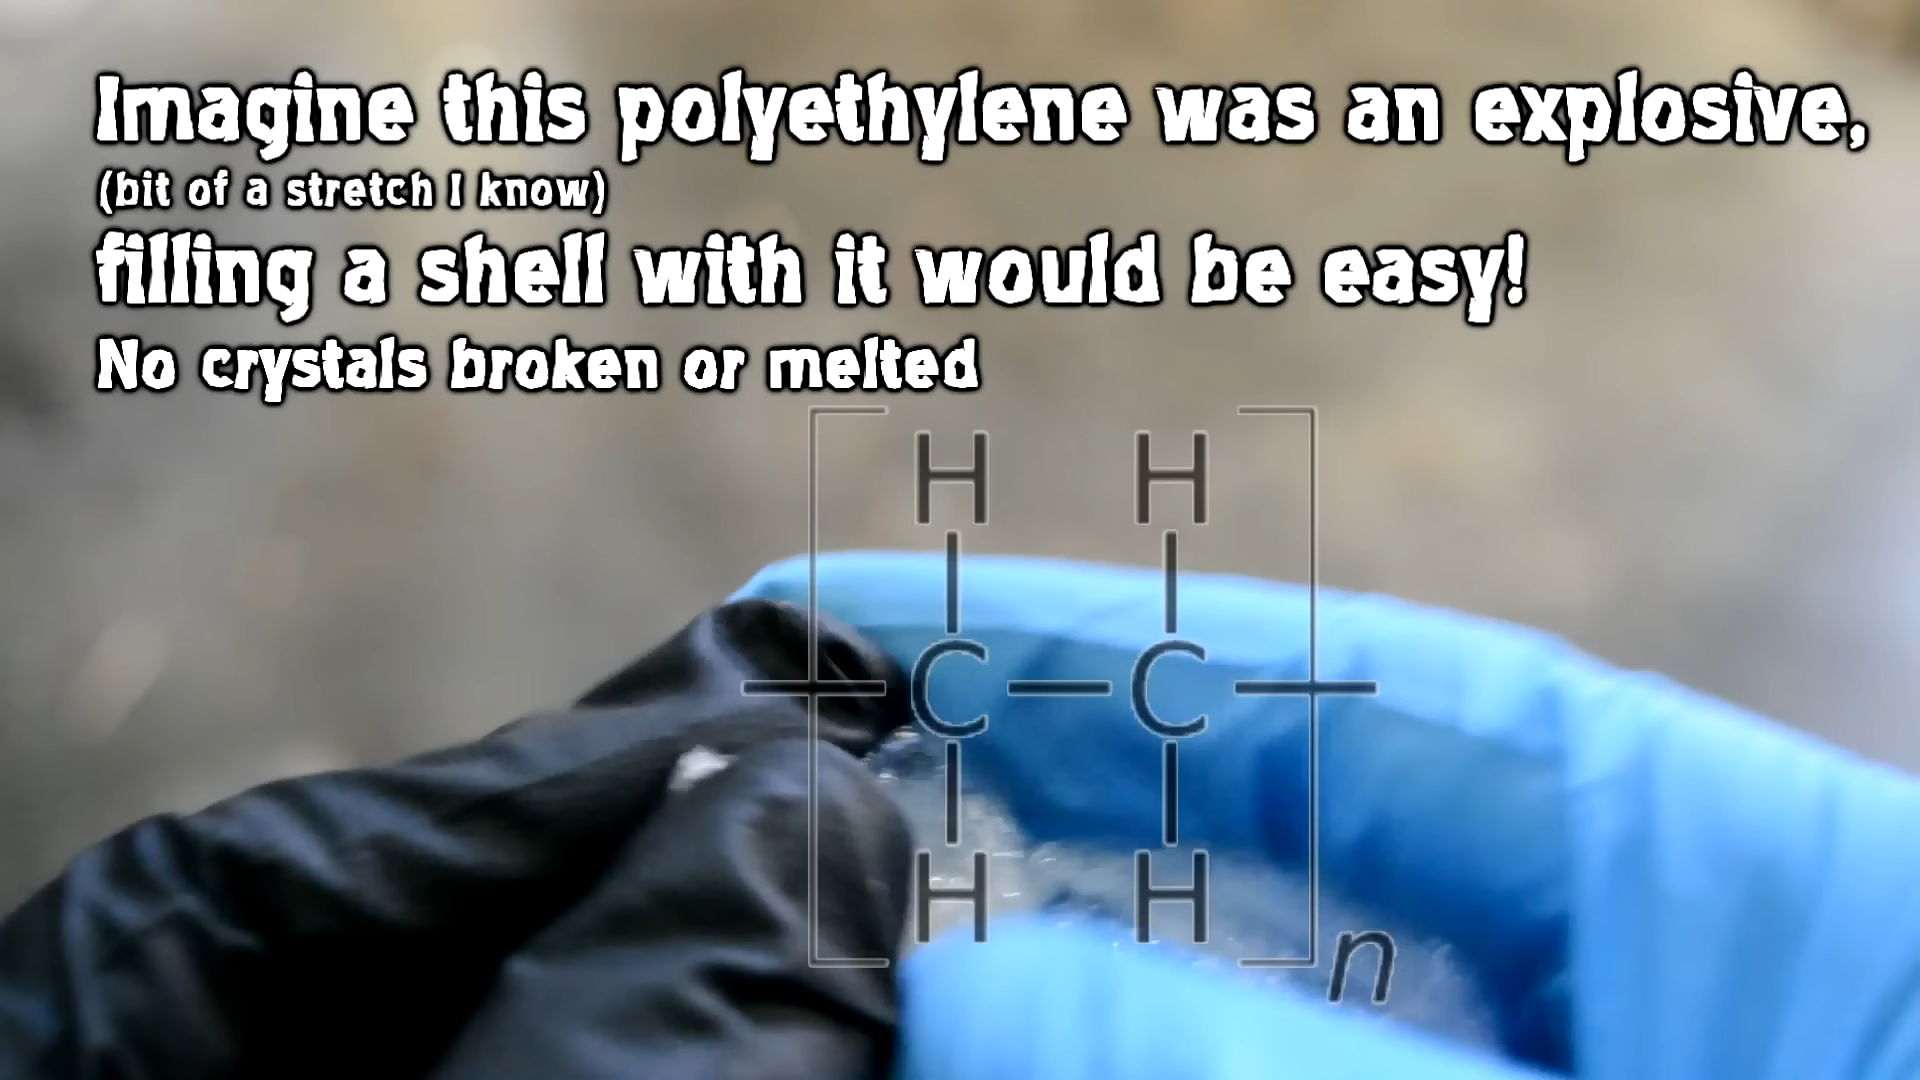 Imagine this polyethylene was an explosive,
(bit of a stretch I know)
filling a shell with it would be easy!
No crystals broken or melted
H H
C C
H H
n